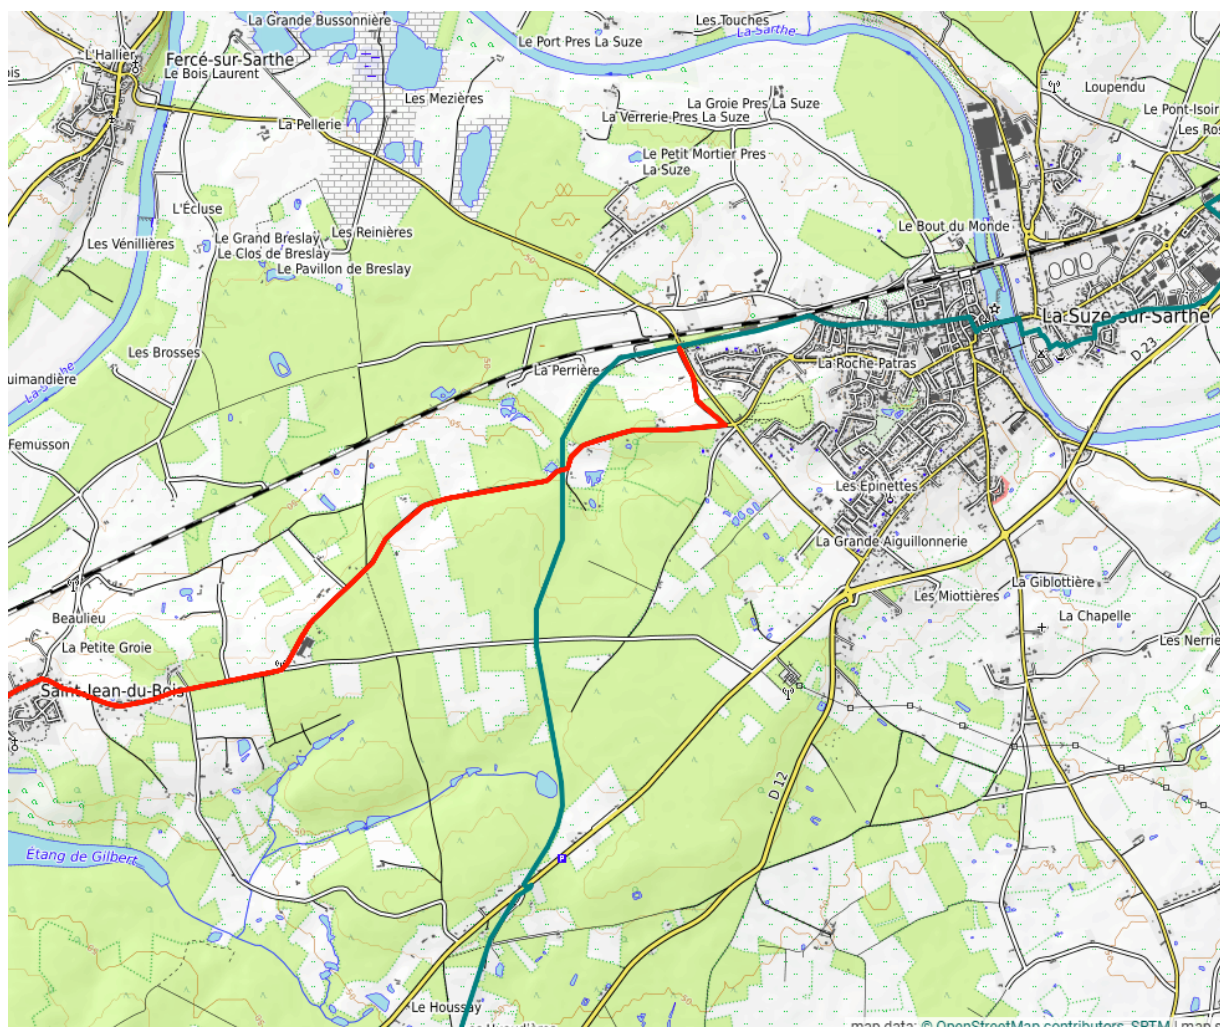 La Grande Bussonnière
Les Touches
La Sarthe
Le Port Pres La Suze
L'Hallier
Fercé-sur-Sarthe
Le Bois Laurent
Loupendu
Les Mezières
La Groie Pres La Suze
Le Pont-Isoir
La Verrerie Pres La Suze
La Pellerie
Le Petit Mortier Pres
La Suze
L'Écluse
Le Bout du Monde
Les Reinières
Le Grand Breslay
Les Vénillières
Le Clos de Breslay
Le Pavillon de Breslay
La Suze-sur-Sarthe
D 23
Les Brosses
La Perrière
La Roche-Patras
uimandière
La Sarthe
Femusson
Les Epinettes
La Grande Aiguillonnerie
La Giblottière
Les Miottières
Beaulieu
La Chapelle
La Petite Groie
Les Nerrie
Saint-Jean-du-Bois
D 12
Étang de Gilbert
P
Le Houssay
map data: © OpenStreetMap contributors, SRTM | map